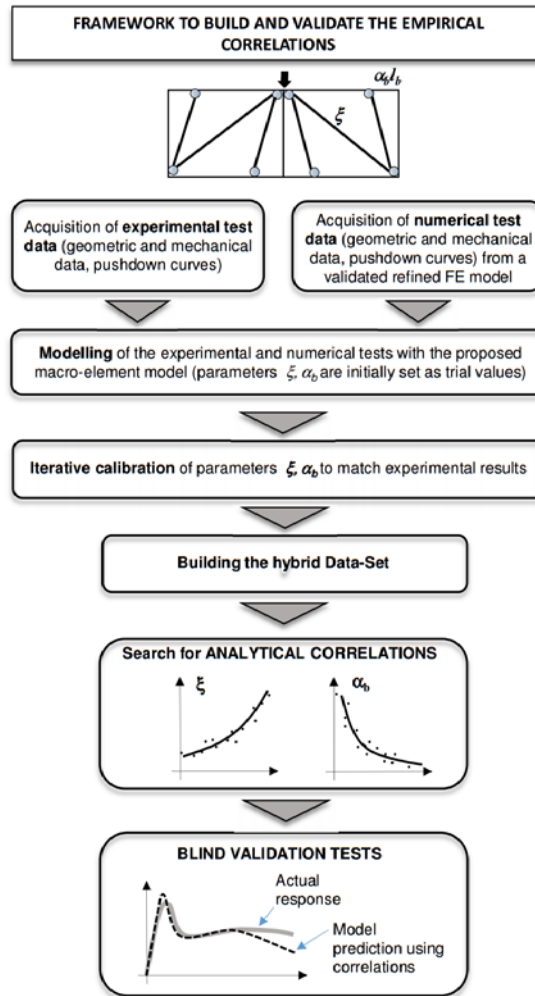 FRAMEWORK TO BUILD AND VALIDATE THE EMPIRICAL
CORRELATIONS
α_b l_b
ξ
Acquisition of experimental test
data (geometric and mechanical
data, pushdown curves)
Acquisition of numerical test
data (geometric and mechanical
data, pushdown curves) from a
validated refined FE model
Modelling of the experimental and numerical tests with the proposed
macro-element model (parameters ξ, α_b are initially set as trial values)
Iterative calibration of parameters ξ, α_b to match experimental results
Building the hybrid Data-Set
Search for ANALYTICAL CORRELATIONS
ξ
α_b
BLIND VALIDATION TESTS
Actual
response
Model
prediction using
correlations